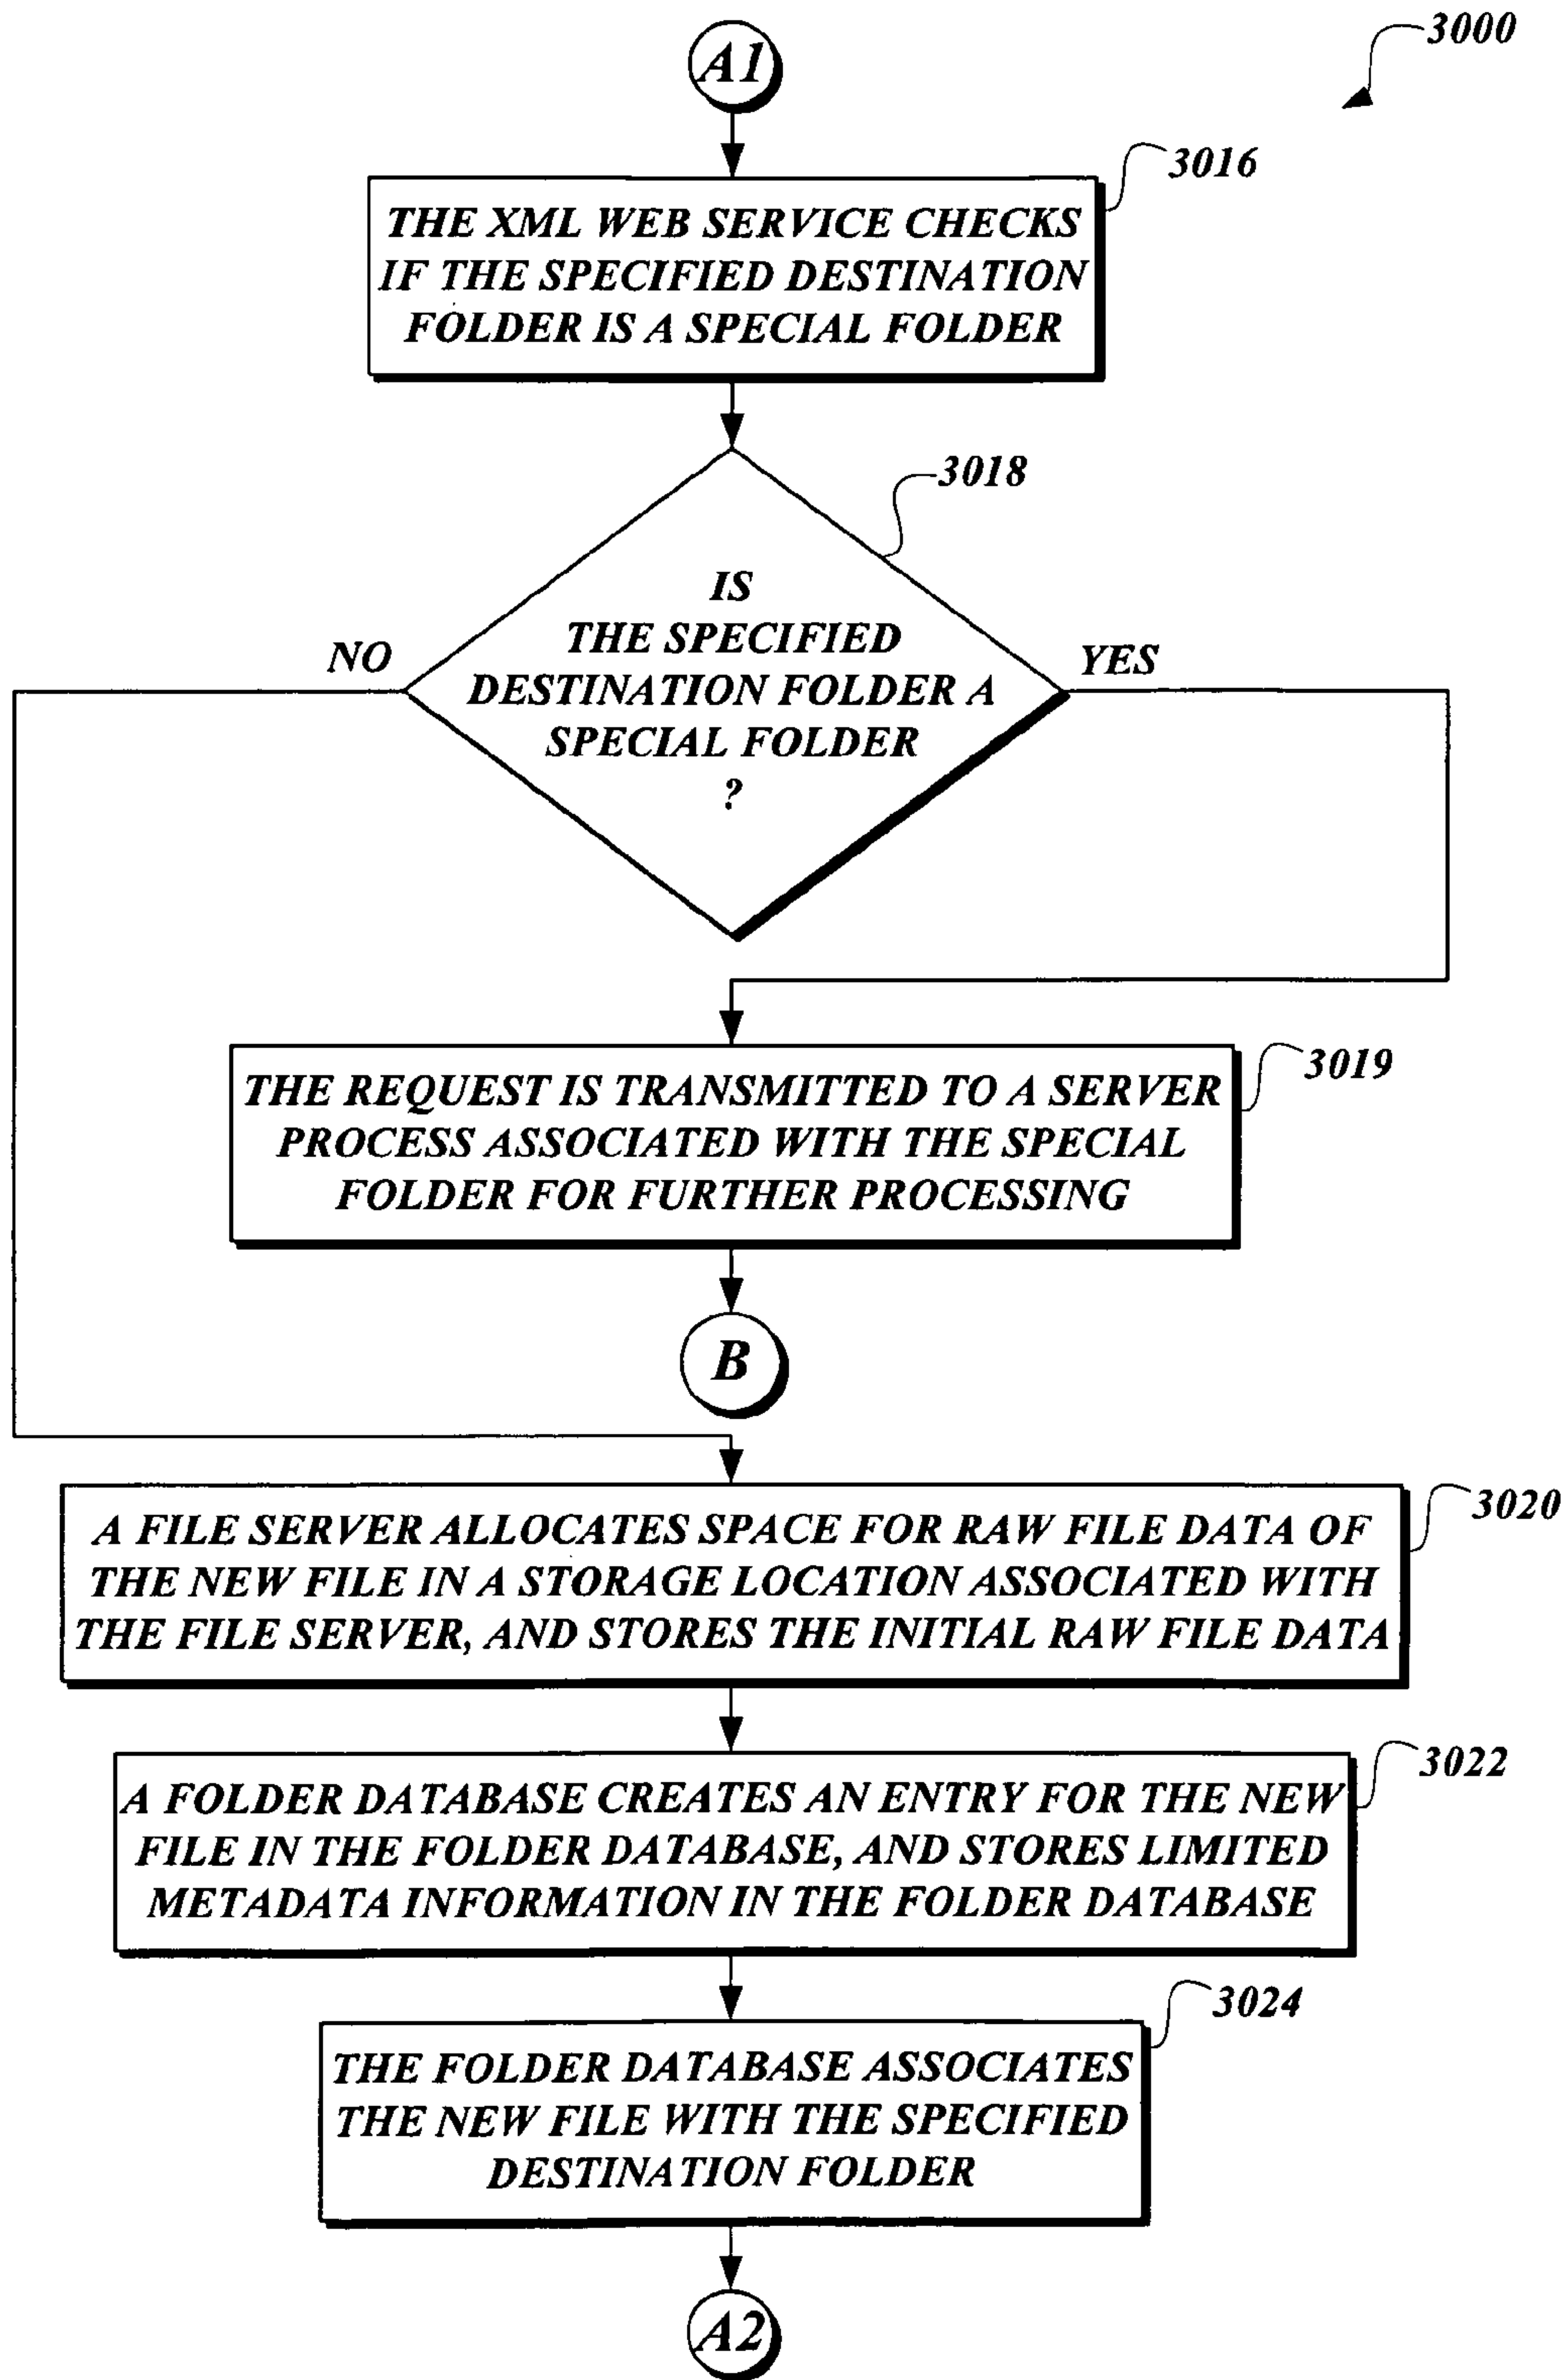 A1
3000
3016
THE XML WEB SERVICE CHECKS
IF THE SPECIFIED DESTINATION
FOLDER IS A SPECIAL FOLDER
3018
IS
THE SPECIFIED
DESTINATION FOLDER A
SPECIAL FOLDER
?
NO
YES
3019
THE REQUEST IS TRANSMITTED TO A SERVER
PROCESS ASSOCIATED WITH THE SPECIAL
FOLDER FOR FURTHER PROCESSING
B
3020
A FILE SERVER ALLOCATES SPACE FOR RAW FILE DATA OF
THE NEW FILE IN A STORAGE LOCATION ASSOCIATED WITH
THE FILE SERVER, AND STORES THE INITIAL RAW FILE DATA
3022
A FOLDER DATABASE CREATES AN ENTRY FOR THE NEW
FILE IN THE FOLDER DATABASE, AND STORES LIMITED
METADATA INFORMATION IN THE FOLDER DATABASE
3024
THE FOLDER DATABASE ASSOCIATES
THE NEW FILE WITH THE SPECIFIED
DESTINATION FOLDER
A2